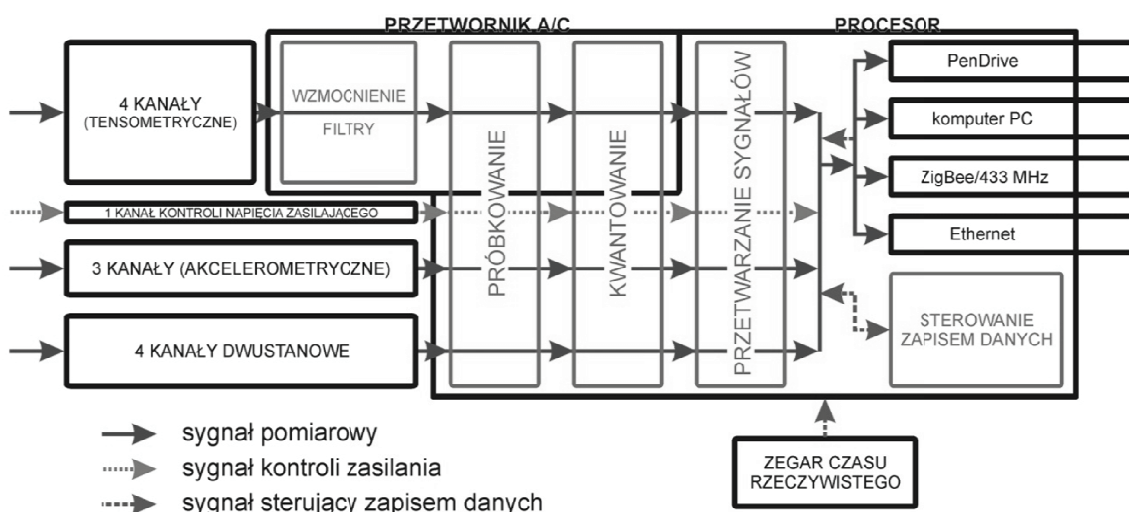 PRZETWORNIK A/C
PROCESOR
4 KANAŁY
(TENSOMETRYCZNE)
WZMOCNIENIE
FILTRY
PRÓBKOWANIE
KWANTOWANIE
PRZETWARZANIE SYGNAŁÓW
PenDrive
komputer PC
ZigBee/433 MHz
Ethernet
1 KANAŁ KONTROLI NAPIĘCIA ZASILAJĄCEGO
3 KANAŁY (AKCELEROMETRYCZNE)
4 KANAŁY DWUSTANOWE
STEROWANIE
ZAPISEM DANYCH
sygnał pomiarowy
sygnał kontroli zasilania
sygnał sterujący zapisem danych
ZEGAR CZASU
RZECZYWISTEGO